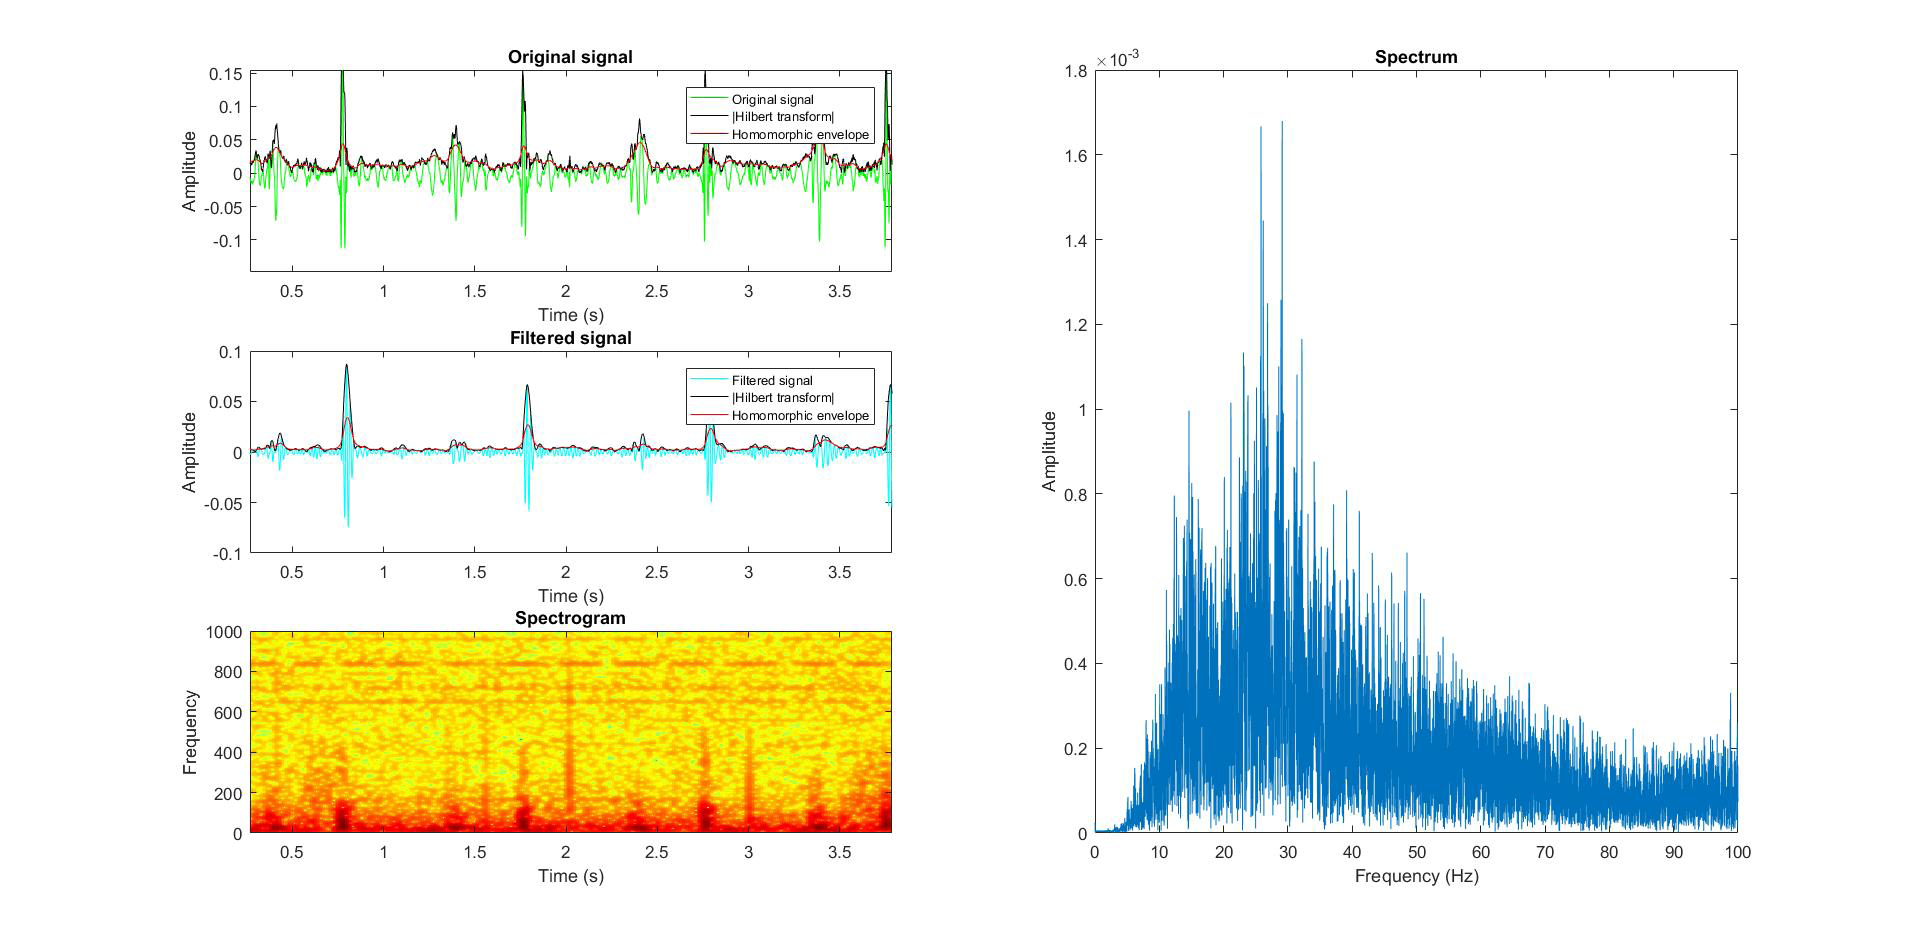 Original signal
0.15
0.1
0.05
0
-0.05
-0.1
Amplitude
Original signal
|Hilbert transform|
Homomorphic envelope
0.5 1 1.5 2 2.5 3 3.5
Time (s)
Filtered signal
0.1
0.05
0
-0.05
-0.1
Amplitude
Filtered signal
|Hilbert transform|
Homomorphic envelope
0.5 1 1.5 2 2.5 3 3.5
Time (s)
Spectrogram
1000
800
600
400
200
0
Frequency
0.5 1 1.5 2 2.5 3 3.5
Time (s)
Spectrum
×10-3
1.8
1.6
1.4
1.2
1
0.8
0.6
0.4
0.2
0
Amplitude
0 10 20 30 40 50 60 70 80 90 100
Frequency (Hz)